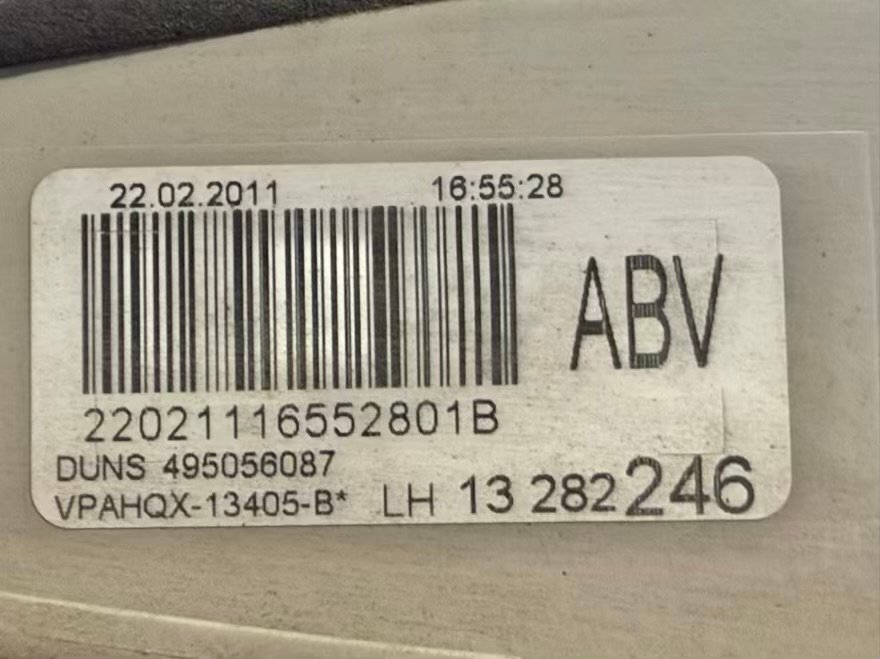 22.02.2011 16:55:28
ABV
22021116552801B
DUNS 495056087
VPAHQX-13405-B* LH 13 282 246